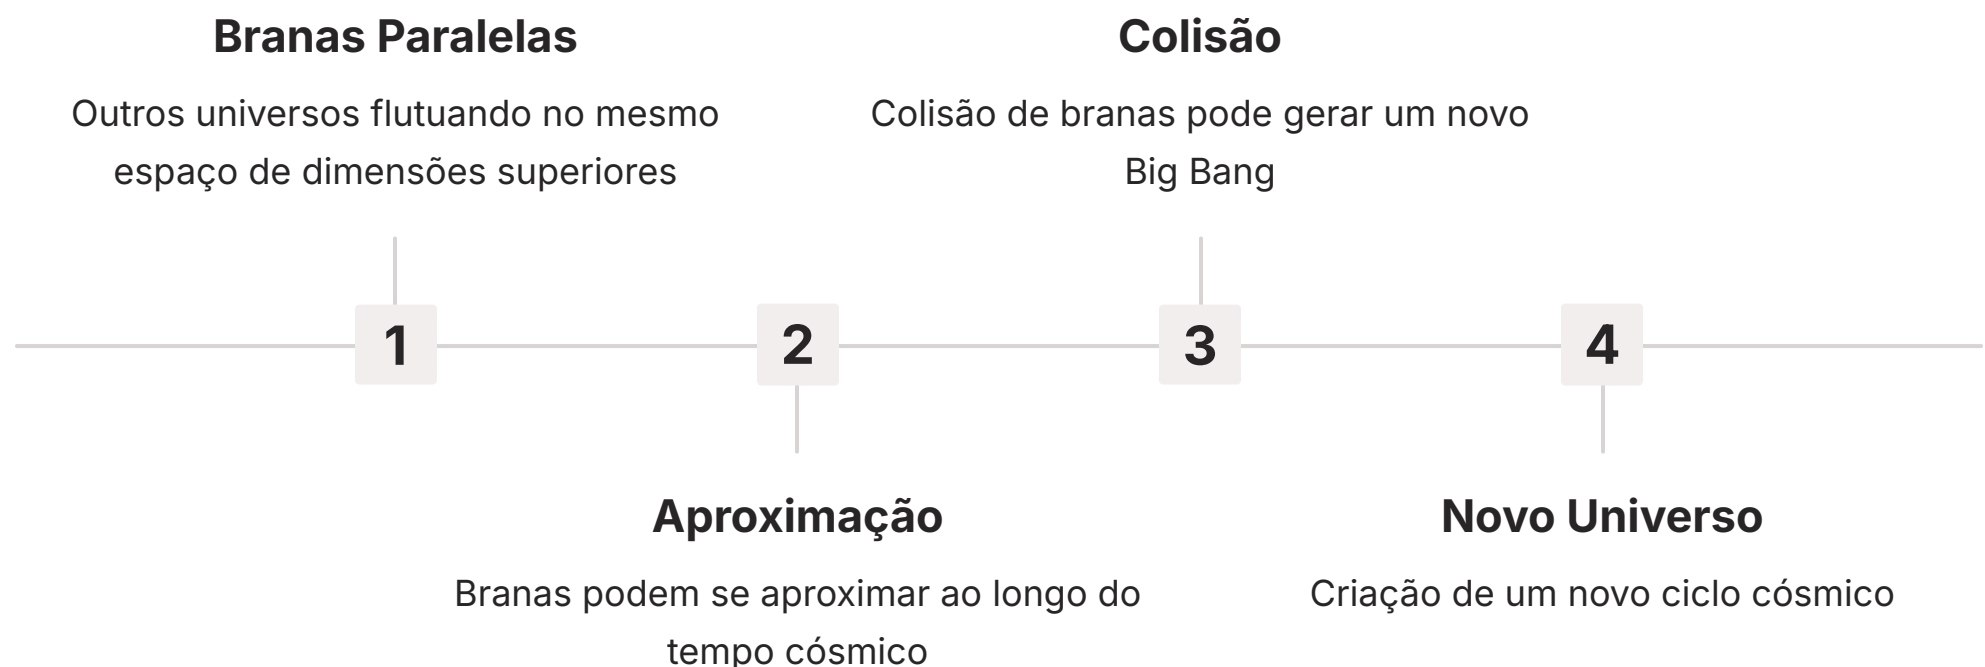 Branas Paralelas
Outros universos flutuando no mesmo
espaço de dimensões superiores
Colisão
Colisão de branas pode gerar um novo
Big Bang
1
2
3
4
Aproximação
Branas podem se aproximar ao longo do
tempo cósmico
Novo Universo
Criação de um novo ciclo cósmico